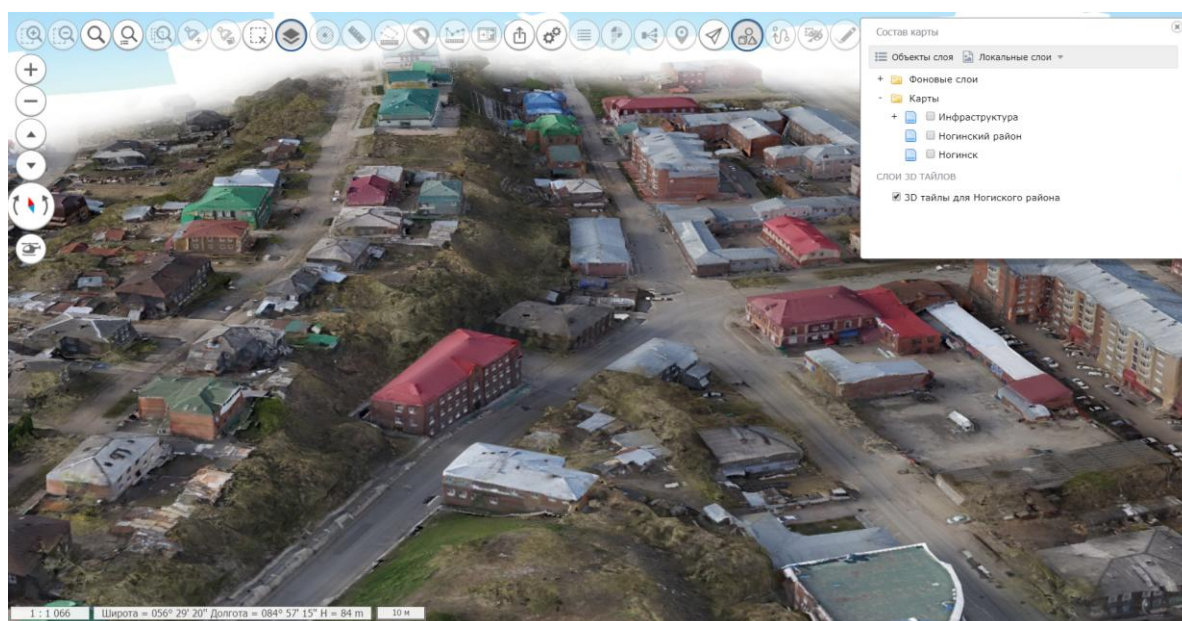 Состав карты
Объекты слоя Локальные слои
Фоновые слои
Карты
Инфраструктура
Ногинский район
Ногинск
СЛОИ 3D ТАЙЛОВ
3D тайлы для Ногиского района
1 : 1 066 Широта = 056° 29' 20" Долгота = 084° 57' 15" H = 84 m 10 м